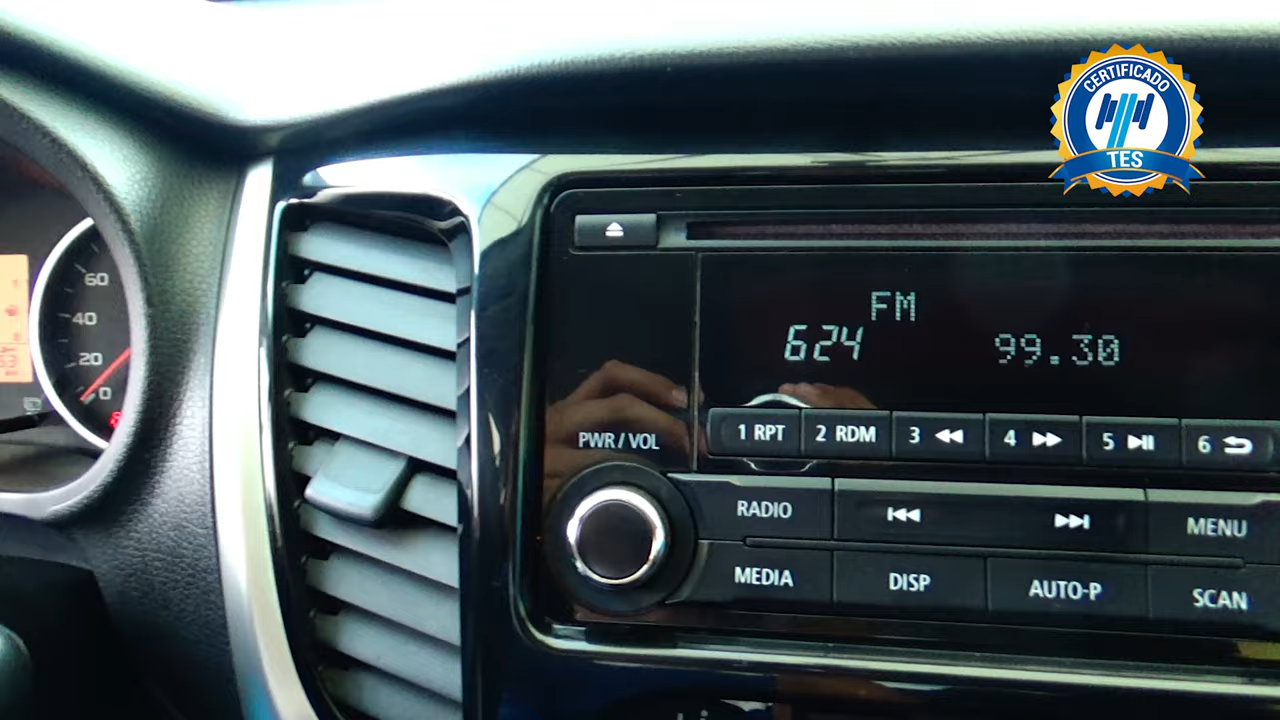 CERTIFICADO
TES
60
40
20
0
FM
624 99.30
PWR / VOL
1 RPT
2 RDM
3
4
5
6
RADIO
MENU
MEDIA
DISP
AUTO-P
SCAN